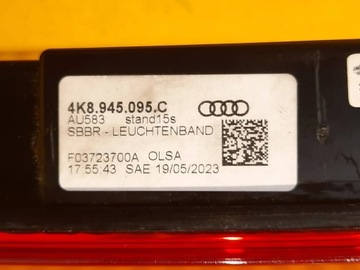 4K8.945.095.C
AU583 stand15s
SBBR - LEUCHTENBAND
F03723700A OLSA
17:55:43 SAE 19/05/2023